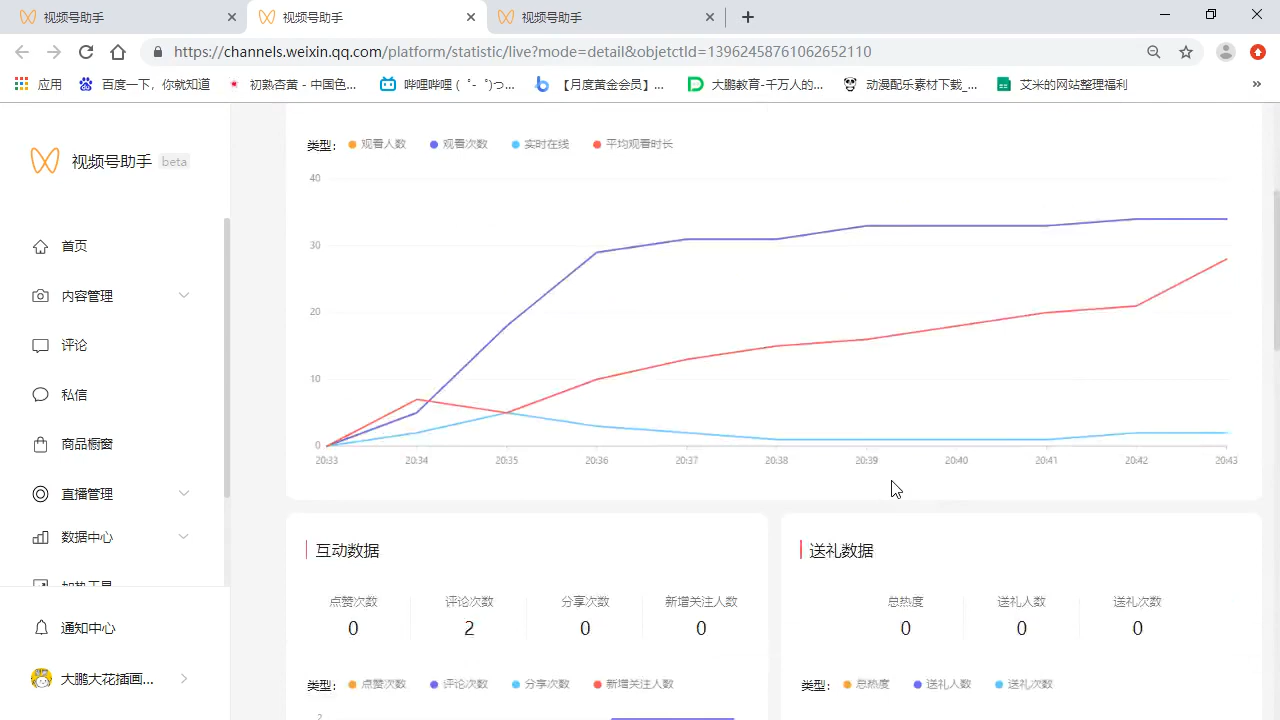 视频号助手
视频号助手
视频号助手
https://channels.weixin.qq.com/platform/statistic/live?mode=detail&objetctId=13962458761062652110
应用
百度一下，你就知道
初熟杏黄 - 中国色...
哔哩哔哩 (゜-゜)つ...
【月度黄金会员】...
大鹏教育-千万人的...
动漫配乐素材下载_...
艾米的网站整理福利
»
视频号助手 beta
首页
内容管理
评论
私信
商品橱窗
直播管理
数据中心
加热工具
通知中心
大鹏大花插画...
类型： 观看人数 观看次数 实时在线 平均观看时长
40
30
20
10
0
20:33 20:34 20:35 20:36 20:37 20:38 20:39 20:40 20:41 20:42 20:43
互动数据
点赞次数 评论次数 分享次数 新增关注人数
0 2 0 0
类型： 点赞次数 评论次数 分享次数 新增关注人数
2
送礼数据
总热度 送礼人数 送礼次数
0 0 0
类型： 总热度 送礼人数 送礼次数